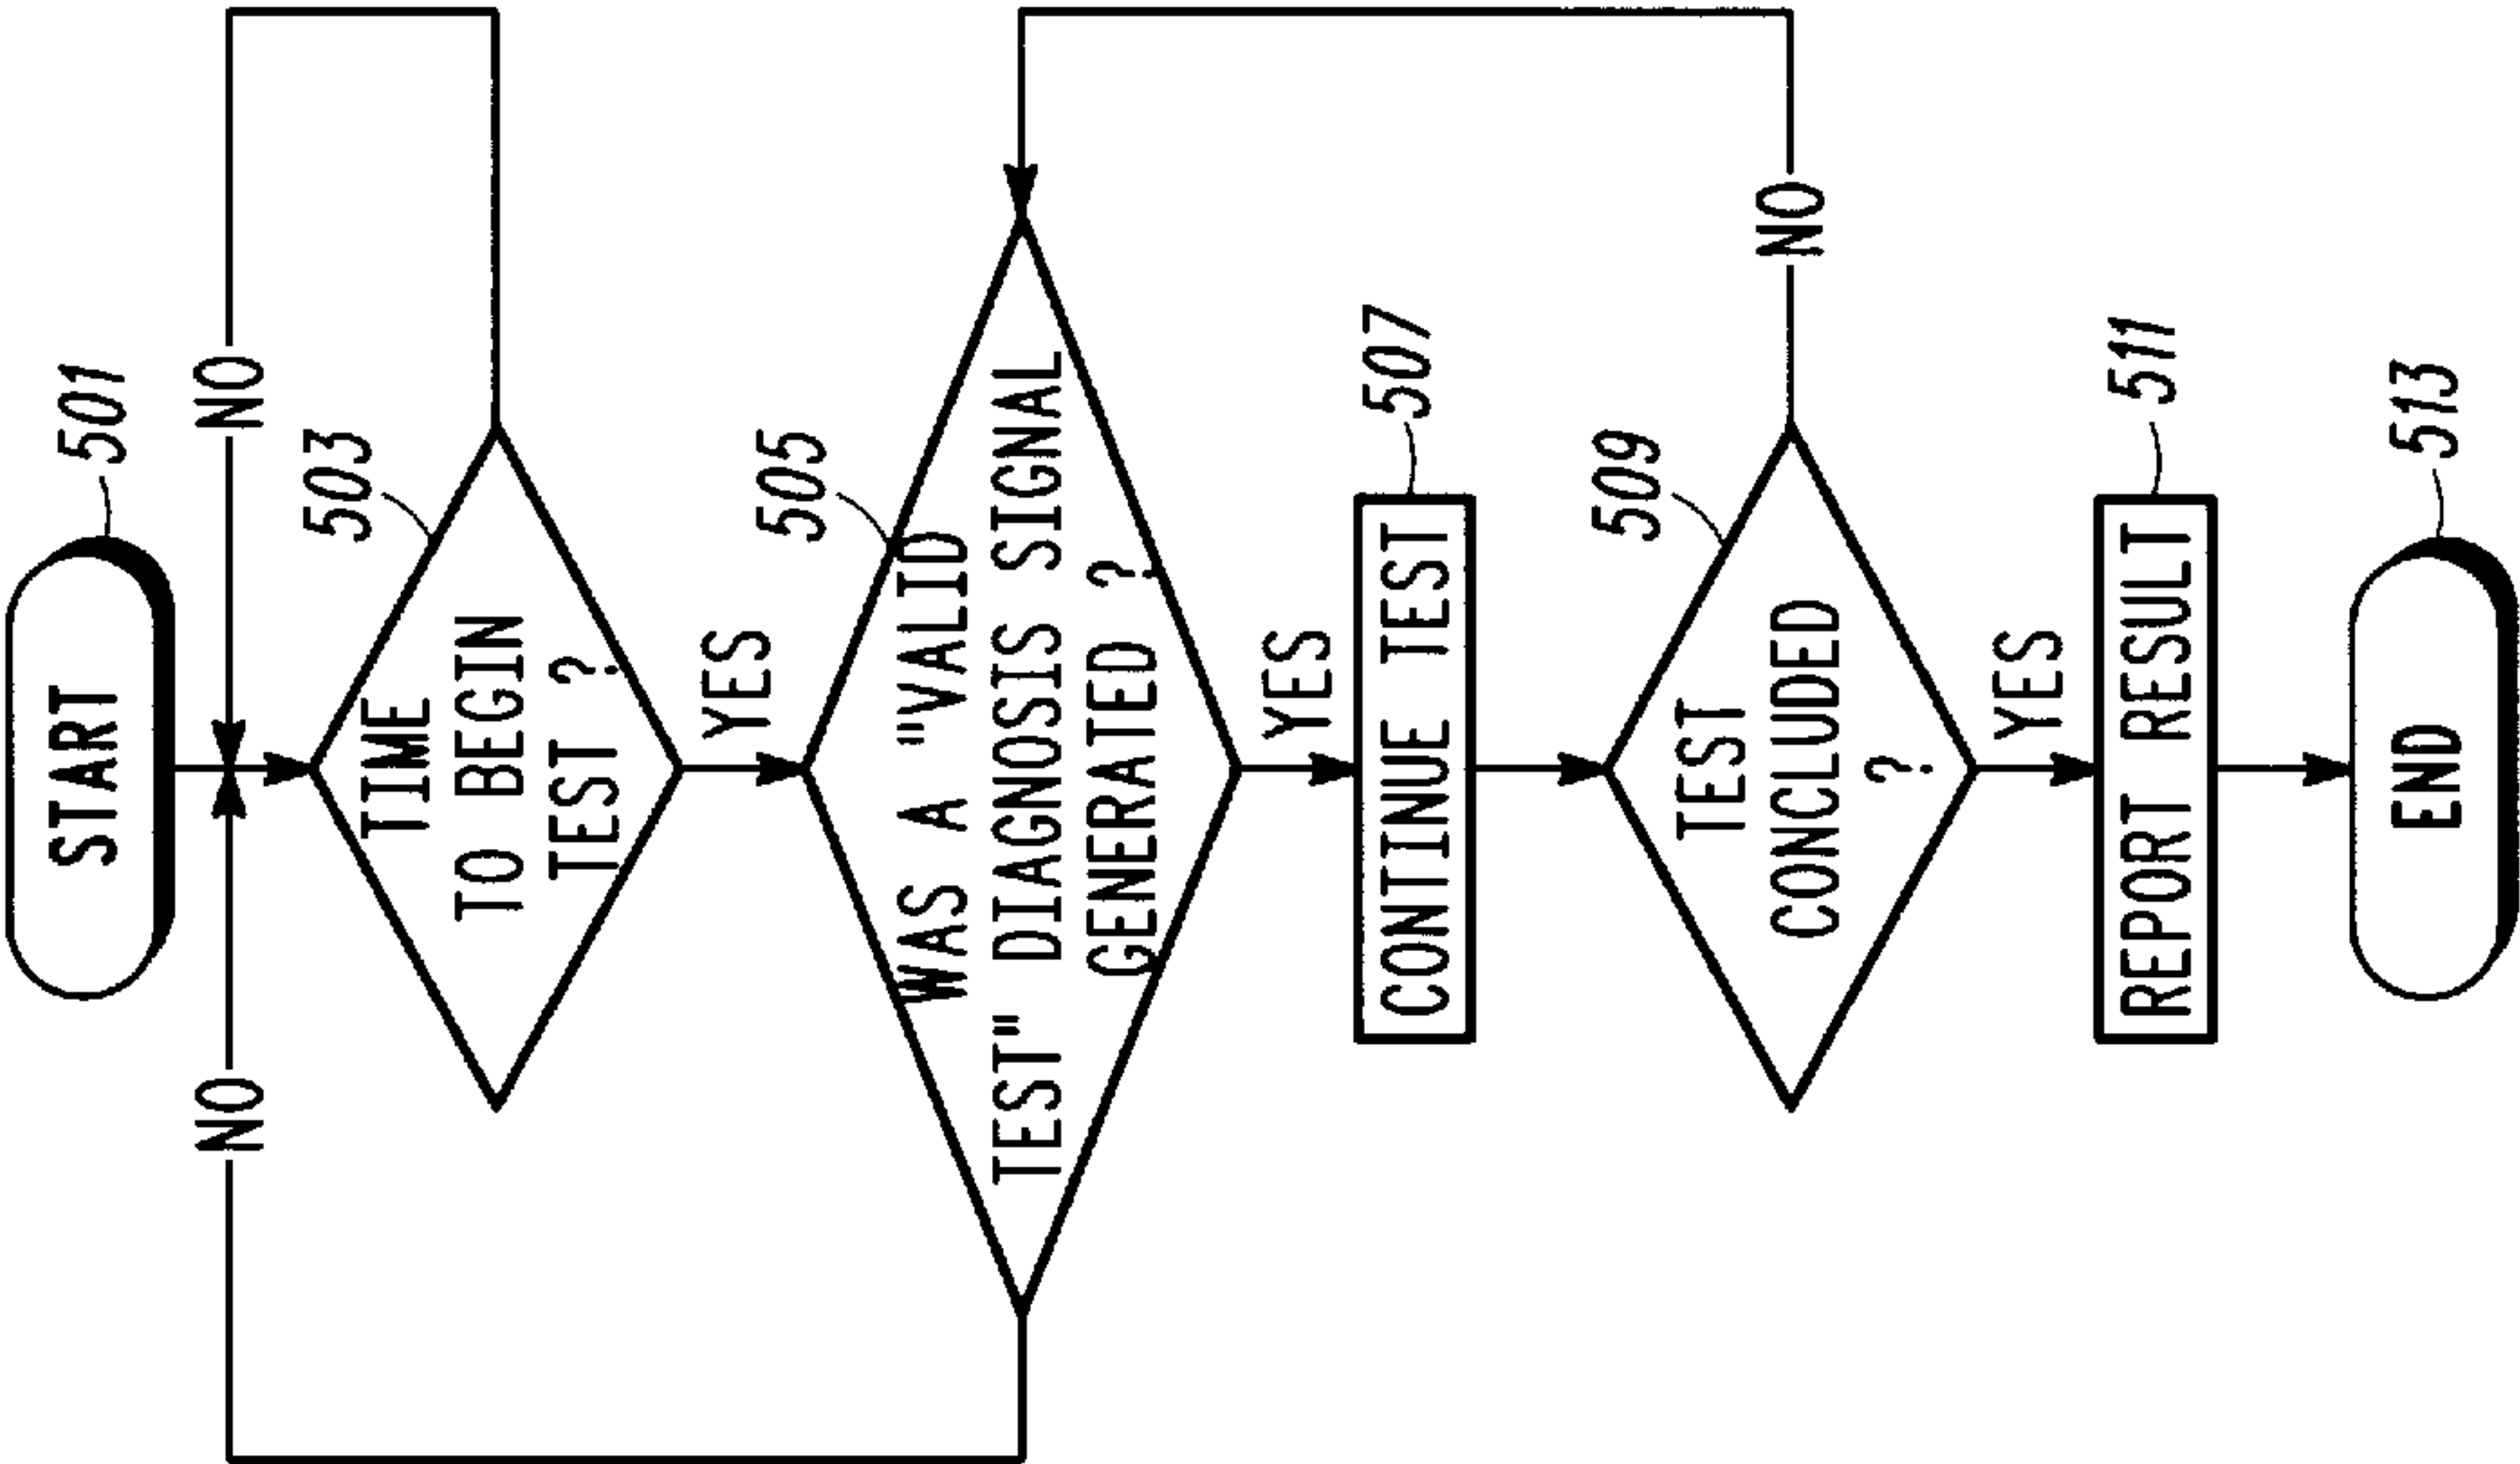 START
501
NO
NO
503
TIME
TO BEGIN
TEST ?
YES
505
WAS A "VALID
TEST" DIAGNOSIS SIGNAL
GENERATED ?
YES
507
CONTINUE TEST
509
TEST
CONCLUDED
?
NO
YES
511
REPORT RESULT
513
END